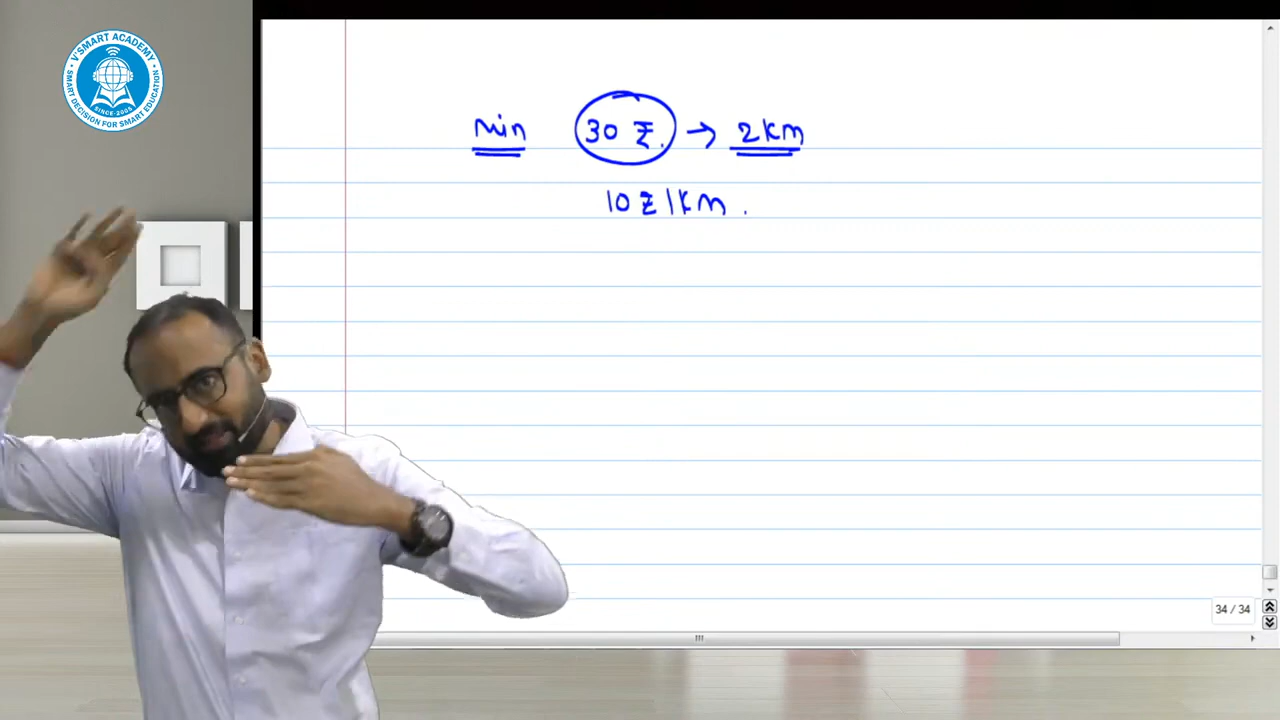 V'SMART ACADEMY
SMART DECISION FOR SMART EDUCATION
SINCE-2005
min 30 ₹. → 2km
10 ₹ / km.
34 / 34